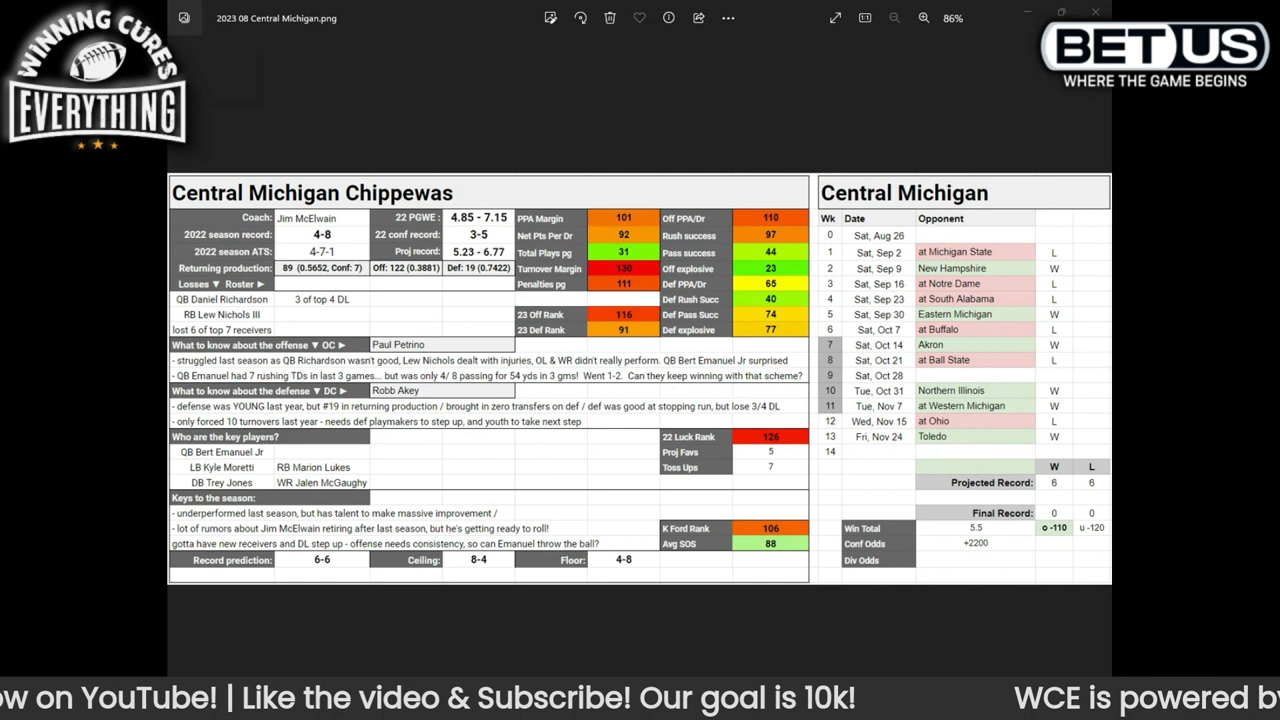 2023 08 Central Michigan.png
86%
WINNING CURES
EVERYTHING
BETUS
WHERE THE GAME BEGINS
Central Michigan Chippewas
Coach: Jim McElwain 22 PGWE : 4.85 - 7.15 PPA Margin 101 Off PPA/Dr 110
2022 season record: 4-8 22 conf record: 3-5 Net Pts Per Dr 92 Rush success 97
2022 season ATS: 4-7-1 Proj record: 5.23 - 6.77 Total Plays pg 31 Pass success 44
Returning production: 89 (0.5652, Conf: 7) Off: 122 (0.3881) Def: 19 (0.7422) Turnover Margin 130 Off explosive 23
Losses ▼ Roster ► Penalties pg 111 Def PPA/Dr 65
QB Daniel Richardson 3 of top 4 DL Def Rush Succ 40
RB Lew Nichols III 23 Off Rank 116 Def Pass Succ 74
lost 6 of top 7 receivers 23 Def Rank 91 Def explosive 77
What to know about the offense ▼ OC ► Paul Petrino
- struggled last season as QB Richardson wasn't good, Lew Nichols dealt with injuries, OL & WR didn't really perform. QB Bert Emanuel Jr surprised
- QB Emanuel had 7 rushing TDs in last 3 games... but was only 4/ 8 passing for 54 yds in 3 gms! Went 1-2. Can they keep winning with that scheme?
What to know about the defense ▼ DC ► Robb Akey
- defense was YOUNG last year, but #19 in returning production / brought in zero transfers on def / def was good at stopping run, but lose 3/4 DL
- only forced 10 turnovers last year - needs def playmakers to step up, and youth to take next step
Who are the key players? 22 Luck Rank 126
QB Bert Emanuel Jr Proj Favs 5
LB Kyle Moretti RB Marion Lukes Toss Ups 7
DB Trey Jones WR Jalen McGaughy
Keys to the season:
- underperformed last season, but has talent to make massive improvement /
- lot of rumors about Jim McElwain retiring after last season, but he's getting ready to roll! K Ford Rank 106
gotta have new receivers and DL step up - offense needs consistency, so can Emanuel throw the ball? Avg SOS 88
Record prediction: 6-6 Ceiling: 8-4 Floor: 4-8
Central Michigan
Wk Date Opponent
0 Sat, Aug 26
1 Sat, Sep 2 at Michigan State L
2 Sat, Sep 9 New Hampshire W
3 Sat, Sep 16 at Notre Dame L
4 Sat, Sep 23 at South Alabama L
5 Sat, Sep 30 Eastern Michigan W
6 Sat, Oct 7 at Buffalo L
7 Sat, Oct 14 Akron W
8 Sat, Oct 21 at Ball State L
9 Sat, Oct 28
10 Tue, Oct 31 Northern Illinois W
11 Tue, Nov 7 at Western Michigan W
12 Wed, Nov 15 at Ohio L
13 Fri, Nov 24 Toledo W
14
W L
Projected Record: 6 6
Final Record: 0 0
Win Total 5.5 o -110 u -120
Conf Odds +2200
Div Odds
ow on YouTube! | Like the video & Subscribe! Our goal is 10k! WCE is powered by